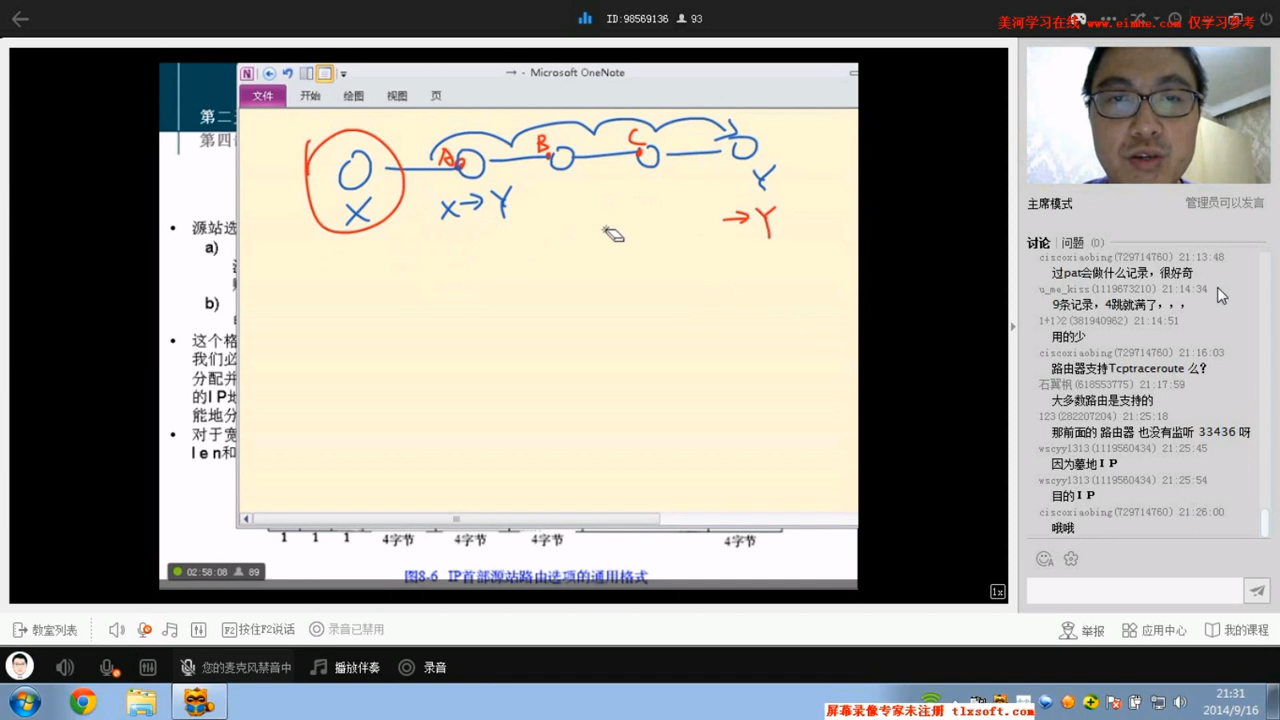 ID:98569136 93
美河学习在线 www.eimhe.com 仅学习参考
第二
第四
→ - Microsoft OneNote
文件 开始 绘图 视图 页
A B C
X X→Y Y
→Y
• 源站选
a)
b)
• 这个格
我们必
分配并
的IP地
能地分
• 对于宽
len和
1 1 1 4字节 4字节 4字节 4字节
图8-6 IP首部源站路由选项的通用格式
02:58:08 89
1x
主席模式 管理员可以发言
讨论 问题 (0)
ciscoxiaobing(729714760) 21:13:48
过pat会做什么记录，很好奇
u_me_kiss(1119673210) 21:14:34
9条记录，4跳就满了，，，
1+1>2(381940962) 21:14:51
用的少
ciscoxiaobing(729714760) 21:16:03
路由器支持Tcptraceroute 么？
石翼帆(618553775) 21:17:59
大多数路由是支持的
123(282207204) 21:25:18
那前面的 路由器 也没有监听 33436 呀
wscyy1313(1119560434) 21:25:45
因为墓地I P
wscyy1313(1119560434) 21:25:54
目的I P
ciscoxiaobing(729714760) 21:26:00
哦哦
教室列表 F2 按住F2说话 录音已禁用 举报 应用中心 我的课程
您的麦克风禁音中 播放伴奏 录音
21:31
2014/9/16
屏幕录像专家未注册 tlxsoft.com